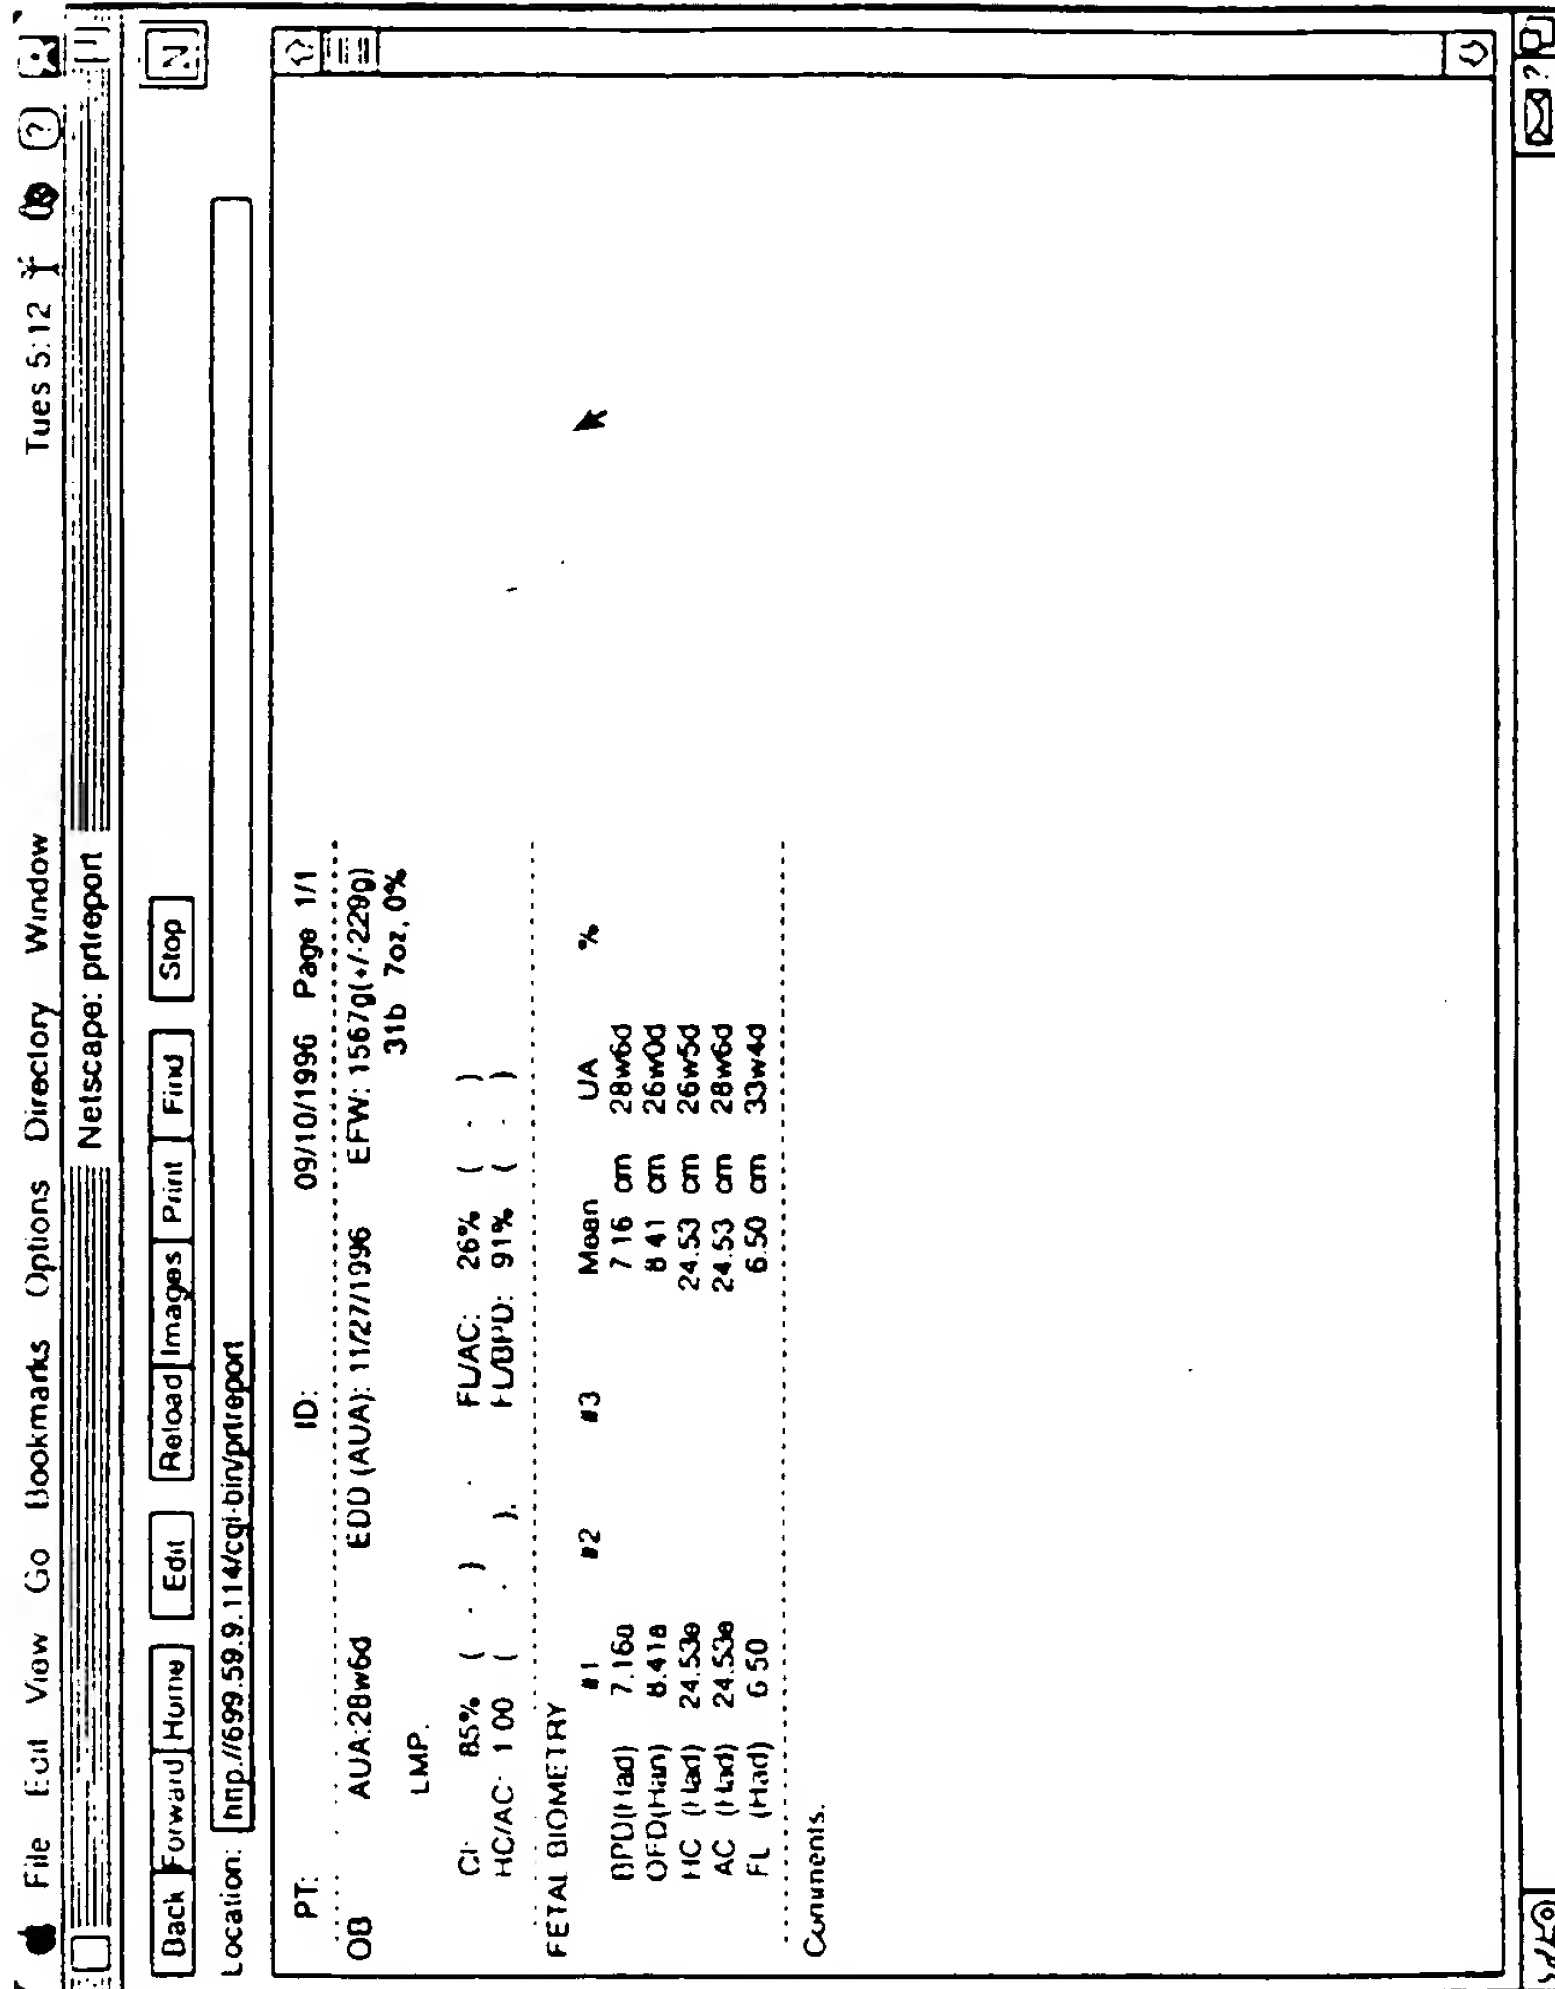 File Edit View Go Bookmarks Options Directory Window Tues 5:12
Netscape: prtreport
Back Forward Home Edit Reload Images Print Find Stop N
Location: http://699.59.9.114/cgi-bin/prtreport
PT: ID: 09/10/1996 Page 1/1
OB AUA:28w6d EDD (AUA): 11/27/1996 EFW: 1567g(+/-229g)
31b 7oz, 0%
LMP.
CI: 85% ( . ) FL/AC: 26% ( . )
HC/AC: 1 00 ( . ). FL/BPD: 91% ( . )
FETAL BIOMETRY
#1 #2 #3 Mean UA %
BPD(Had) 7.16a 7 16 cm 28w6d
OFD(Han) 8.41a 8 41 cm 26w0d
HC (Had) 24.53e 24.53 cm 26w5d
AC (Had) 24.53e 24.53 cm 28w6d
FL (Had) 6 50 6.50 cm 33w4d
Comments.